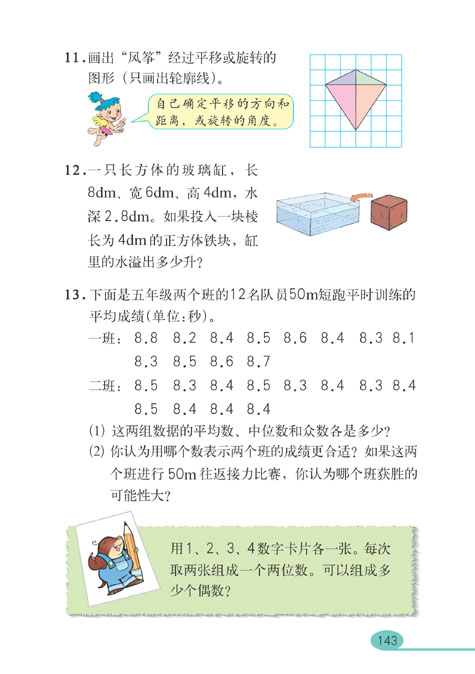 11.画出“风筝”经过平移或旋转的
图形(只画出轮廓线)。
自己确定平移的方向和
距离，或旋转的角度。
12.一只长方体的玻璃缸，长
8dm、宽6dm、高4dm，水
深2.8dm。如果投入一块棱
长为4dm的正方体铁块，缸
里的水溢出多少升？
13.下面是五年级两个班的12名队员50m短跑平时训练的
平均成绩(单位:秒)。
一班： 8.8 8.2 8.4 8.5 8.6 8.4 8.3 8.1
8.3 8.5 8.6 8.7
二班： 8.5 8.3 8.4 8.5 8.3 8.4 8.3 8.4
8.5 8.4 8.4 8.4
(1) 这两组数据的平均数、中位数和众数各是多少？
(2) 你认为用哪个数表示两个班的成绩更合适？如果这两
个班进行50m往返接力比赛，你认为哪个班获胜的
可能性大？
用1、2、3、4数字卡片各一张。每次
取两张组成一个两位数。可以组成多
少个偶数？
143